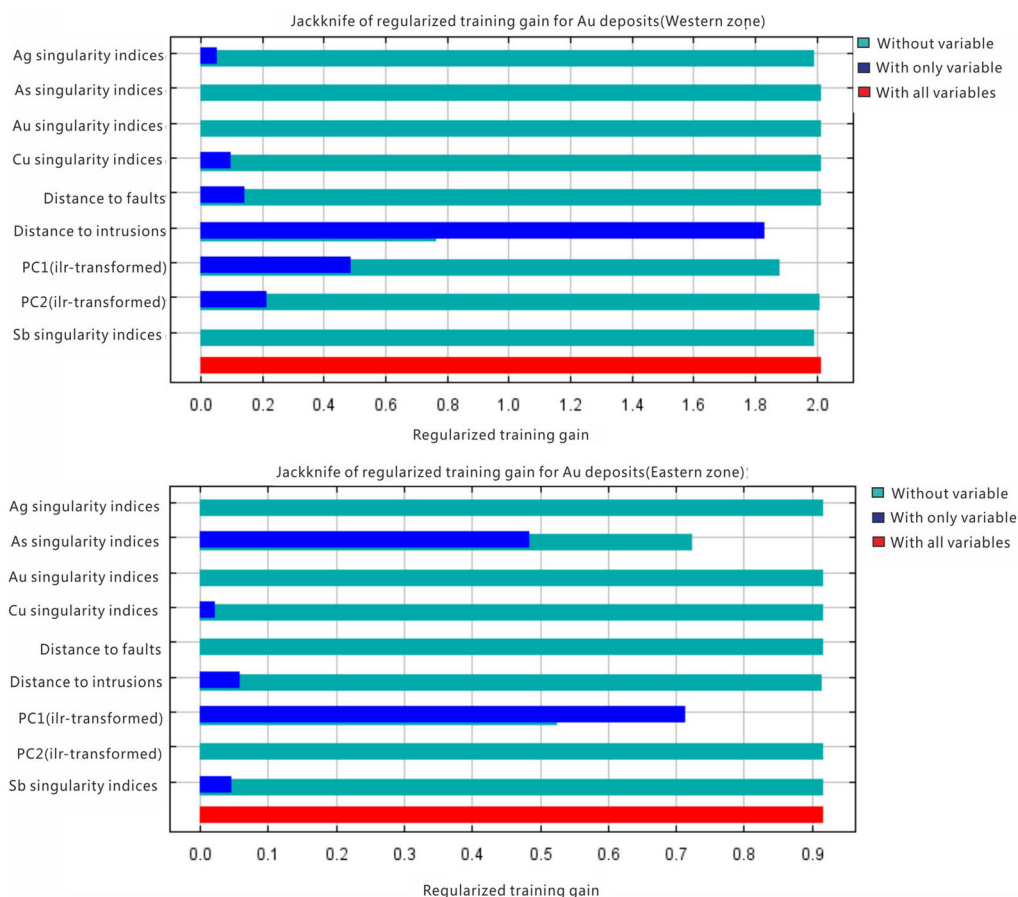 Jackknife of regularized training gain for Au deposits(Western zone)
Without variable
With only variable
With all variables
Ag singularity indices
As singularity indices
Au singularity indices
Cu singularity indices
Distance to faults
Distance to intrusions
PC1(ilr-transformed)
PC2(ilr-transformed)
Sb singularity indices
0.0 0.2 0.4 0.6 0.8 1.0 1.2 1.4 1.6 1.8 2.0
Regularized training gain
Jackknife of regularized training gain for Au deposits(Eastern zone)
Without variable
With only variable
With all variables
Ag singularity indices
As singularity indices
Au singularity indices
Cu singularity indices
Distance to faults
Distance to intrusions
PC1(ilr-transformed)
PC2(ilr-transformed)
Sb singularity indices
0.0 0.1 0.2 0.3 0.4 0.5 0.6 0.7 0.8 0.9
Regularized training gain